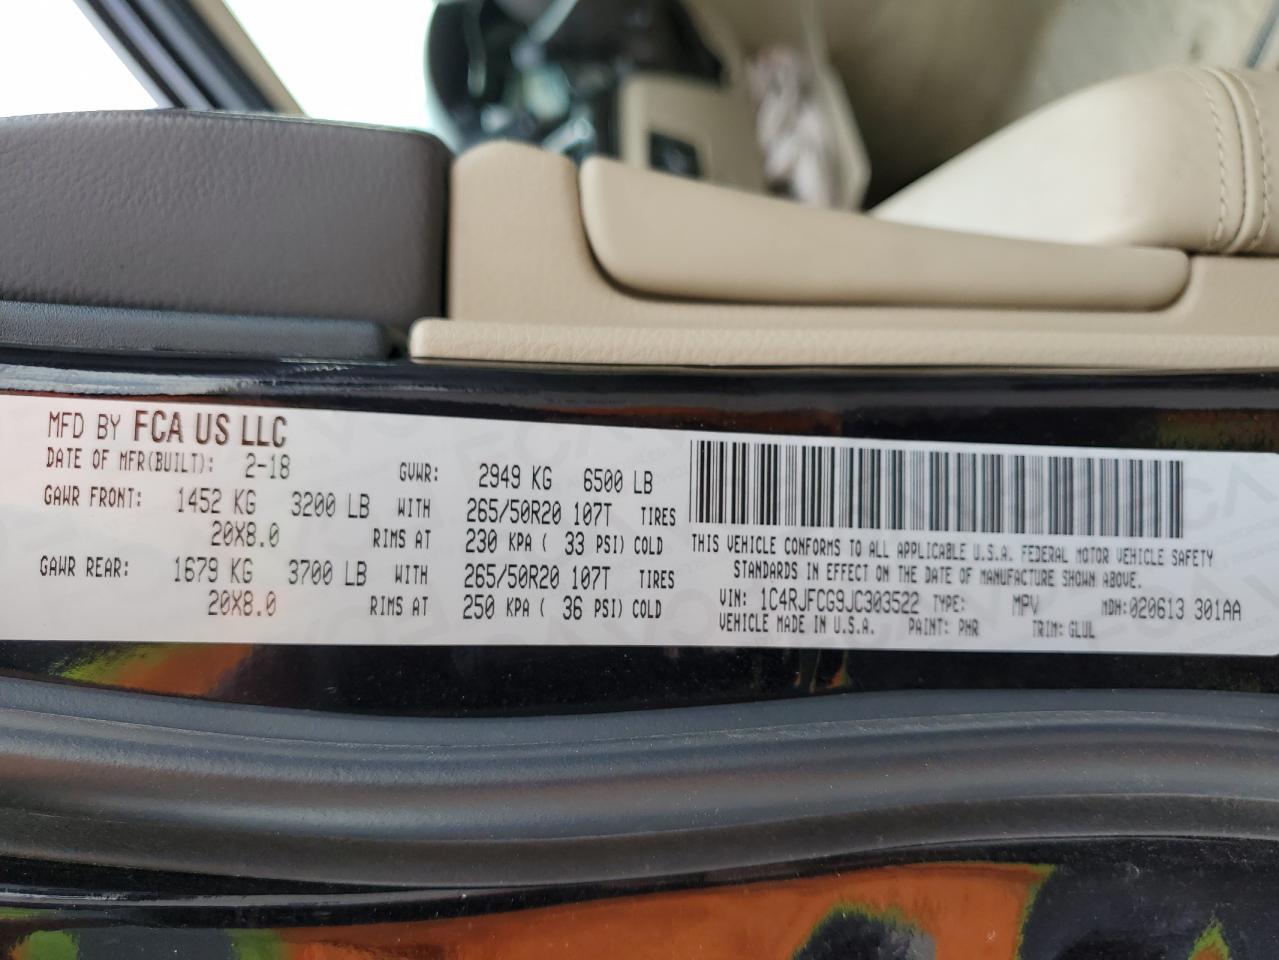 MFD BY FCA US LLC
DATE OF MFR(BUILT): 2-18 GVWR: 2949 KG 6500 LB
GAWR FRONT: 1452 KG 3200 LB WITH 265/50R20 107T TIRES
20X8.0 RIMS AT 230 KPA ( 33 PSI) COLD
GAWR REAR: 1679 KG 3700 LB WITH 265/50R20 107T TIRES
20X8.0 RIMS AT 250 KPA ( 36 PSI) COLD
THIS VEHICLE CONFORMS TO ALL APPLICABLE U.S.A. FEDERAL MOTOR VEHICLE SAFETY
STANDARDS IN EFFECT ON THE DATE OF MANUFACTURE SHOWN ABOVE.
VIN: 1C4RJFCG9JC303522 TYPE: MPV MDH:020613 301AA
VEHICLE MADE IN U.S.A. PAINT: PHR TRIM: GLUL